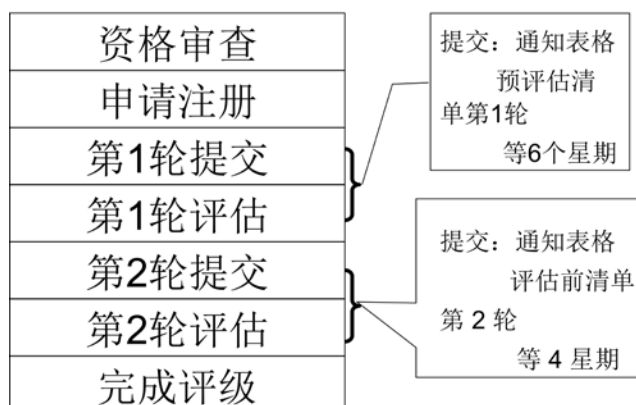 资格审查
申请注册
第1轮提交
第1轮评估
第2轮提交
第2轮评估
完成评级
提交：通知表格
预评估清
单第1轮
等6个星期
提交：通知表格
评估前清单
第 2 轮
等 4 星期